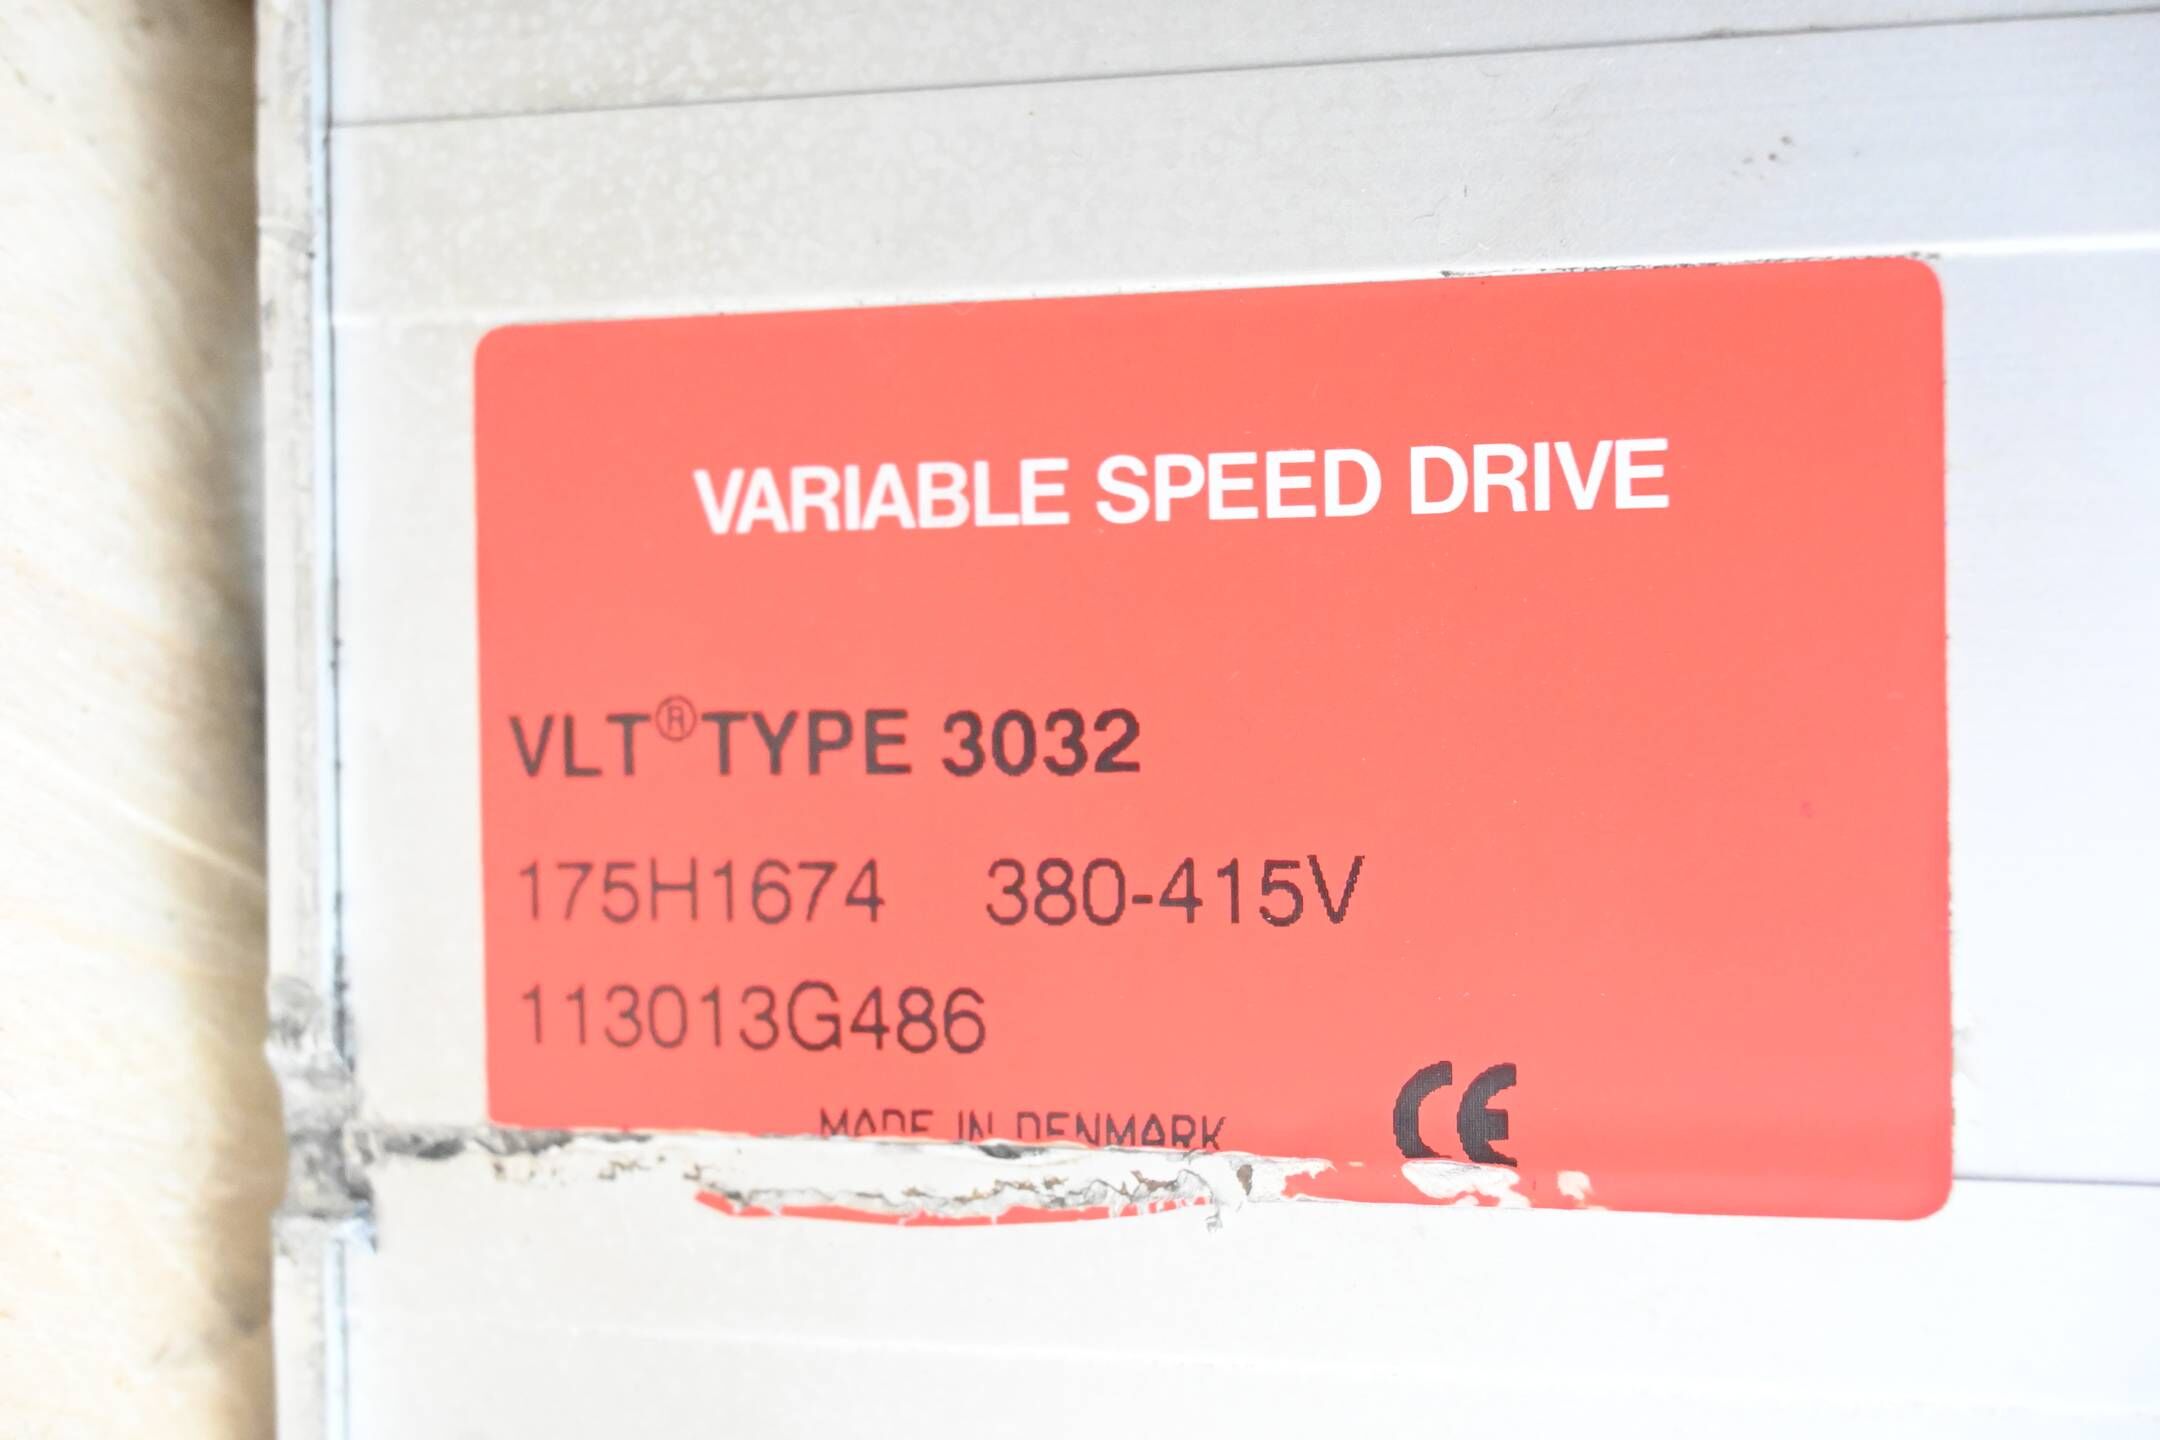 VARIABLE SPEED DRIVE
VLT® TYPE 3032
175H1674 380-415V
113013G486
MADE IN DENMARK
CE